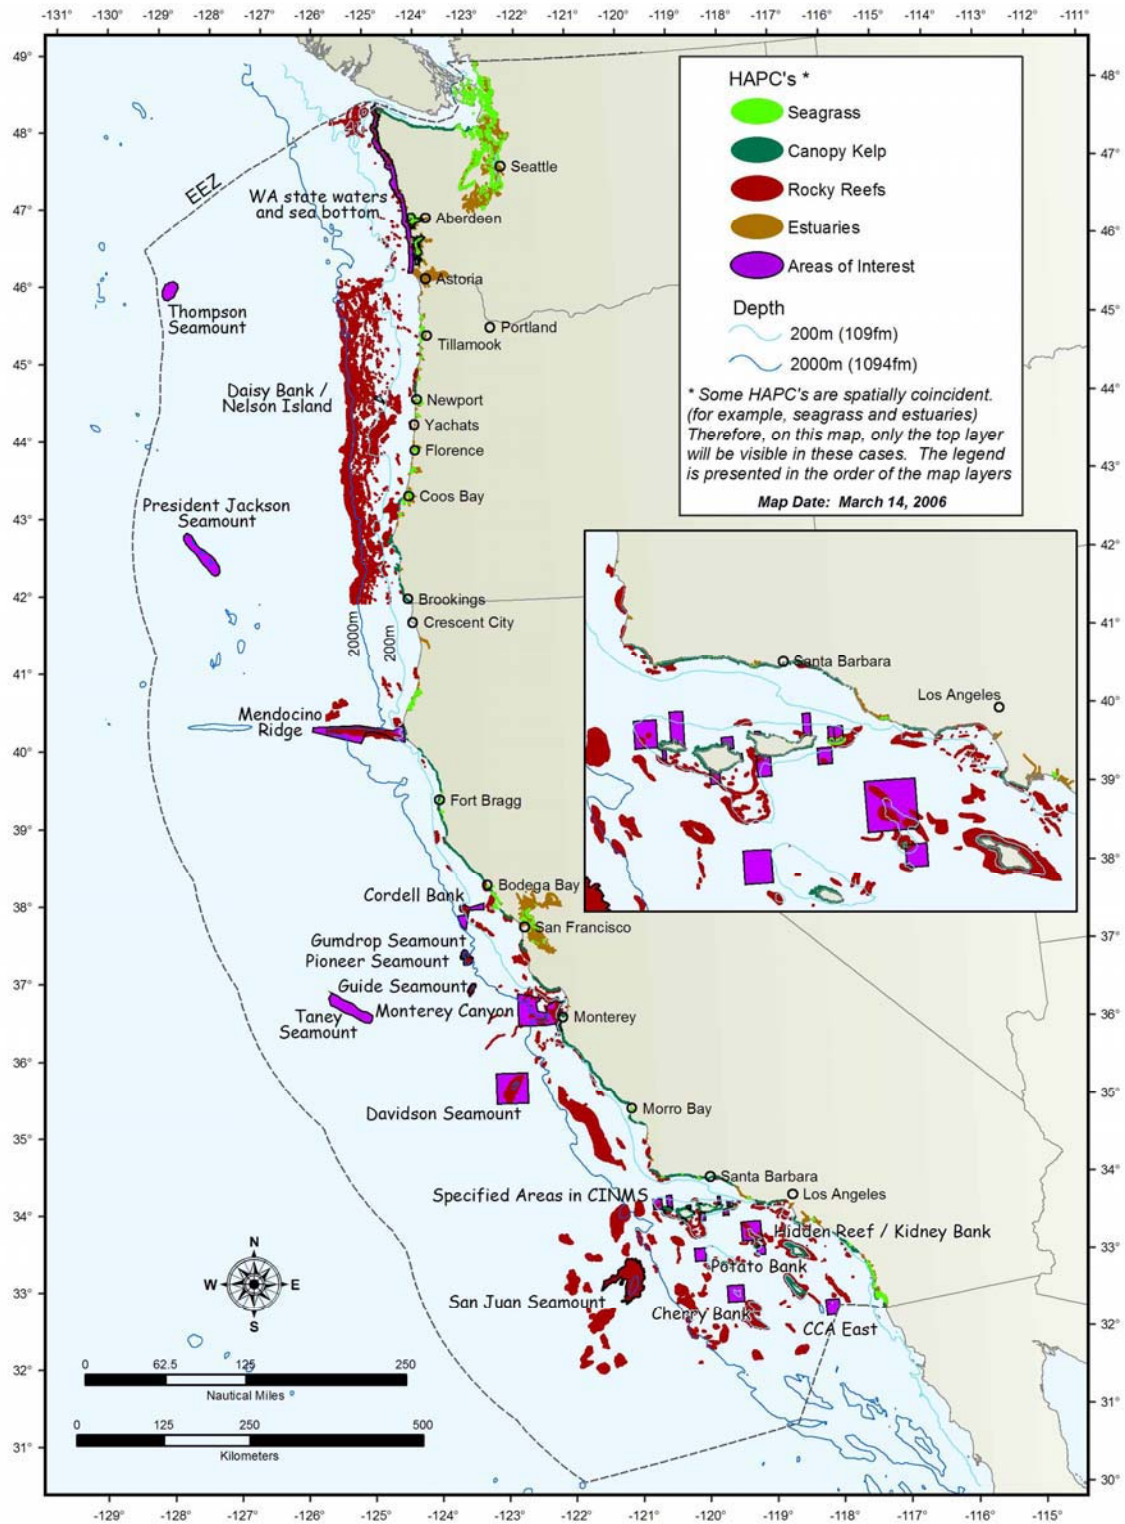 -131° -130° -129° -128° -127° -126° -125° -124° -123° -122° -121° -120° -119° -118° -117° -116° -115° -114° -113° -112° -111°
49°
48°
47°
46°
45°
44°
43°
42°
41°
40°
39°
38°
37°
36°
35°
34°
33°
32°
31°
48°
47°
46°
45°
44°
43°
42°
41°
40°
39°
38°
37°
36°
35°
34°
33°
32°
31°
30°
HAPC's *
Seagrass
Canopy Kelp
Rocky Reefs
Estuaries
Areas of Interest
Depth
200m (109fm)
2000m (1094fm)
* Some HAPC's are spatially coincident.
(for example, seagrass and estuaries)
Therefore, on this map, only the top layer
will be visible in these cases. The legend
is presented in the order of the map layers
Map Date: March 14, 2006
EEZ
Seattle
WA state waters
and sea bottom
Aberdeen
Astoria
Thompson
Seamount
Portland
Tillamook
Daisy Bank /
Nelson Island
Newport
Yachats
Florence
Coos Bay
President Jackson
Seamount
Brookings
Crescent City
2000m
200m
Mendocino
Ridge
Fort Bragg
Bodega Bay
Cordell Bank
San Francisco
Gumdrop Seamount
Pioneer Seamount
Guide Seamount
Monterey Canyon
Taney
Seamount
Monterey
Davidson Seamount
Morro Bay
Santa Barbara
Los Angeles
Specified Areas in CINMS
Hidden Reef / Kidney Bank
Potato Bank
San Juan Seamount
Cherry Bank
CCA East
Santa Barbara
Los Angeles
N
W E
S
0 62.5 125 250
Nautical Miles
0 125 250 500
Kilometers
-129° -128° -127° -126° -125° -124° -123° -122° -121° -120° -119° -118° -117° -116° -115°